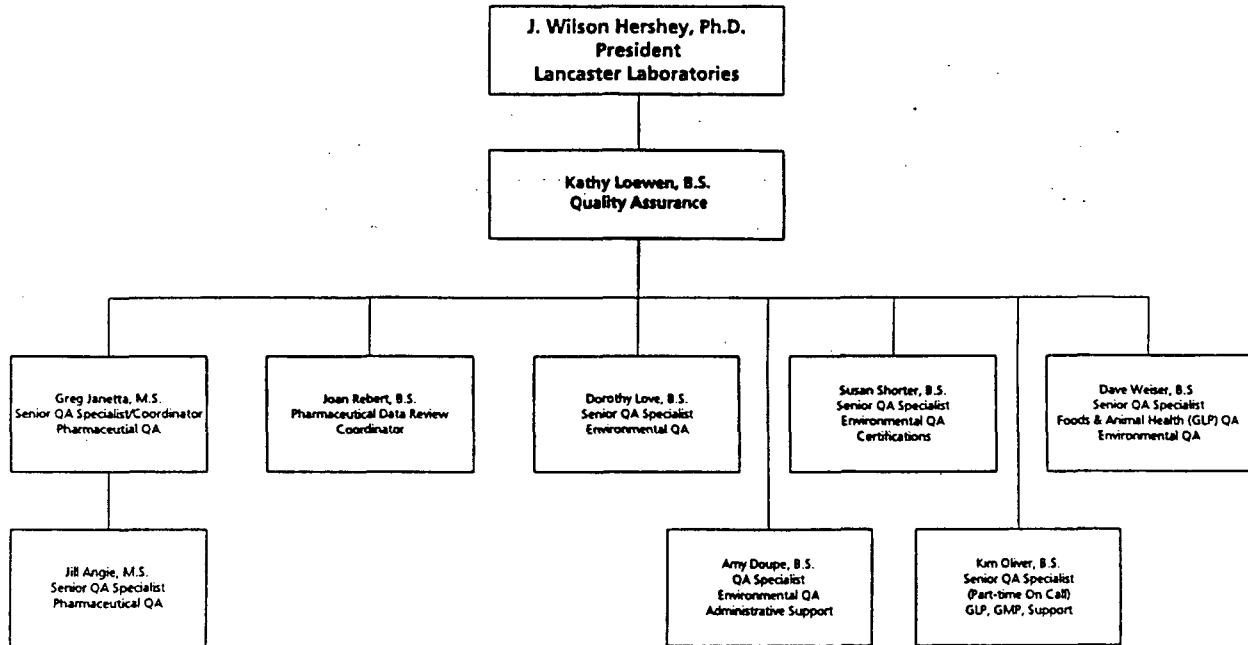 J. Wilson Hershey, Ph.D.
President
Lancaster Laboratories
Kathy Loewen, B.S.
Quality Assurance
Greg Janetta, M.S.
Senior QA Specialist/Coordinator
Pharmaceutial QA
Joan Rebert, B.S.
Pharmaceutical Data Review
Coordinator
Dorothy Love, B.S.
Senior QA Specialist
Environmental QA
Susan Shorter, B.S.
Senior QA Specialist
Environmental QA
Certifications
Dave Weiser, B.S
Senior QA Specialist
Foods & Animal Health (GLP) QA
Environmental QA
Jill Angie, M.S.
Senior QA Specialist
Pharmaceutical QA
Amy Doupe, B.S.
QA Specialist
Environmental QA
Administrative Support
Kim Oliver, B.S.
Senior QA Specialist
(Part-time On Call)
GLP, GMP, Support